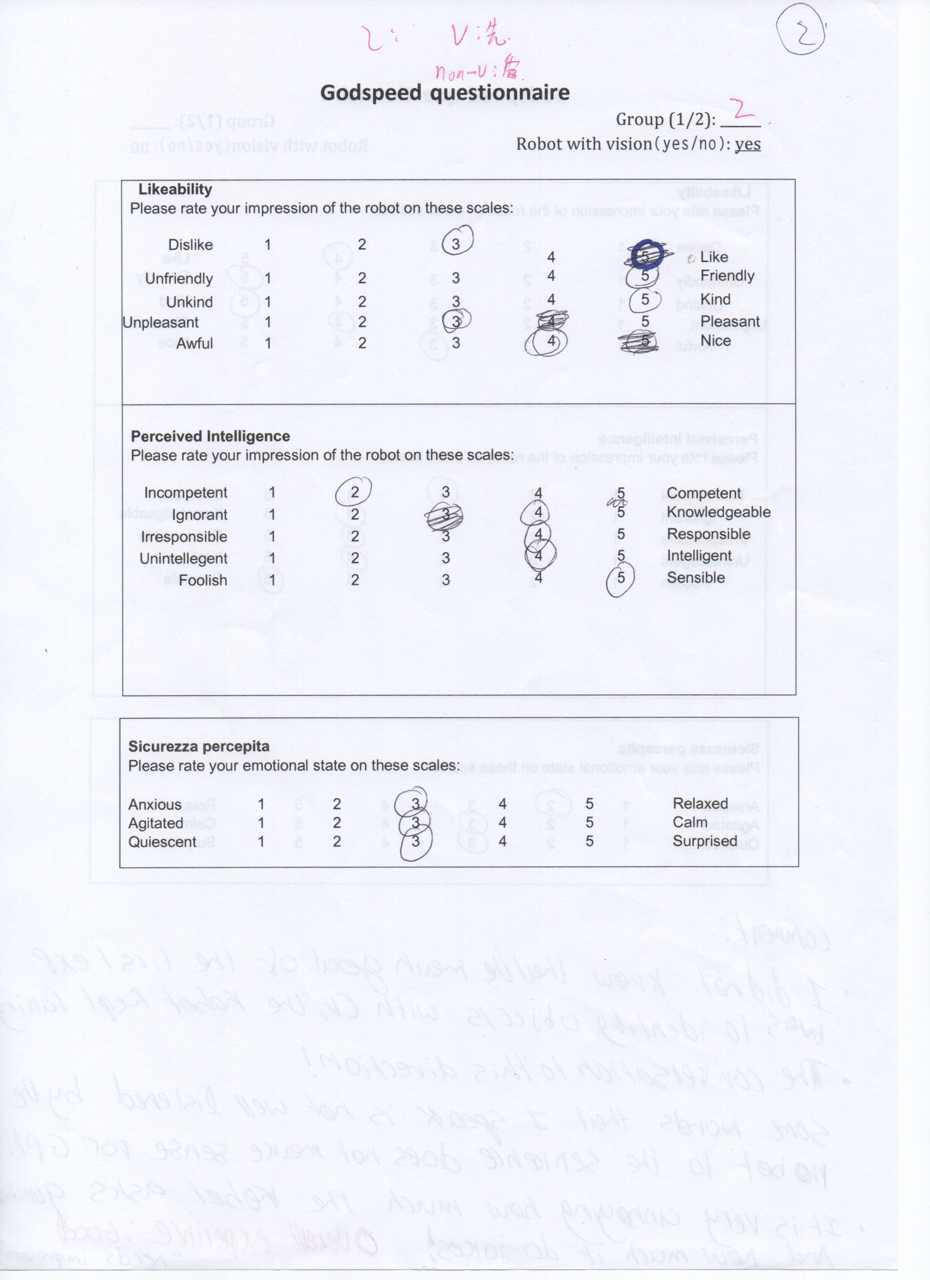 2
2: V:先.
non-V:後
Godspeed questionnaire
Group (1/2): 2
Robot with vision(yes/no): yes
Likeability
Please rate your impression of the robot on these scales:
Dislike 1 2 3 4 5 Like
Unfriendly 1 2 3 4 5 Friendly
Unkind 1 2 3 4 5 Kind
Unpleasant 1 2 3 4 5 Pleasant
Awful 1 2 3 4 5 Nice
Perceived Intelligence
Please rate your impression of the robot on these scales:
Incompetent 1 2 3 4 5 Competent
Ignorant 1 2 3 4 5 Knowledgeable
Irresponsible 1 2 3 4 5 Responsible
Unintellegent 1 2 3 4 5 Intelligent
Foolish 1 2 3 4 5 Sensible
Sicurezza percepita
Please rate your emotional state on these scales:
Anxious 1 2 3 4 5 Relaxed
Agitated 1 2 3 4 5 Calm
Quiescent 1 2 3 4 5 Surprised